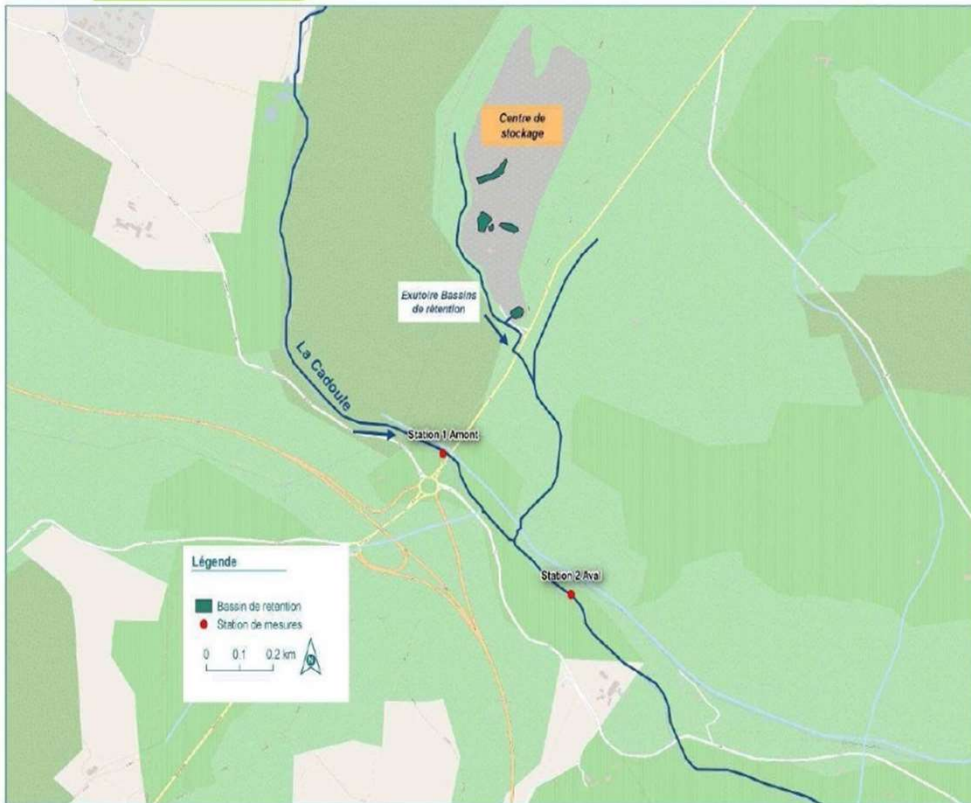 Centre de
stockage
Exutoire Bassins
de rétention
La Cadoule
Station 1 Amont
Station 2 Aval
Légende
Bassin de retention
Station de mesures
0 0.1 0.2 km
N